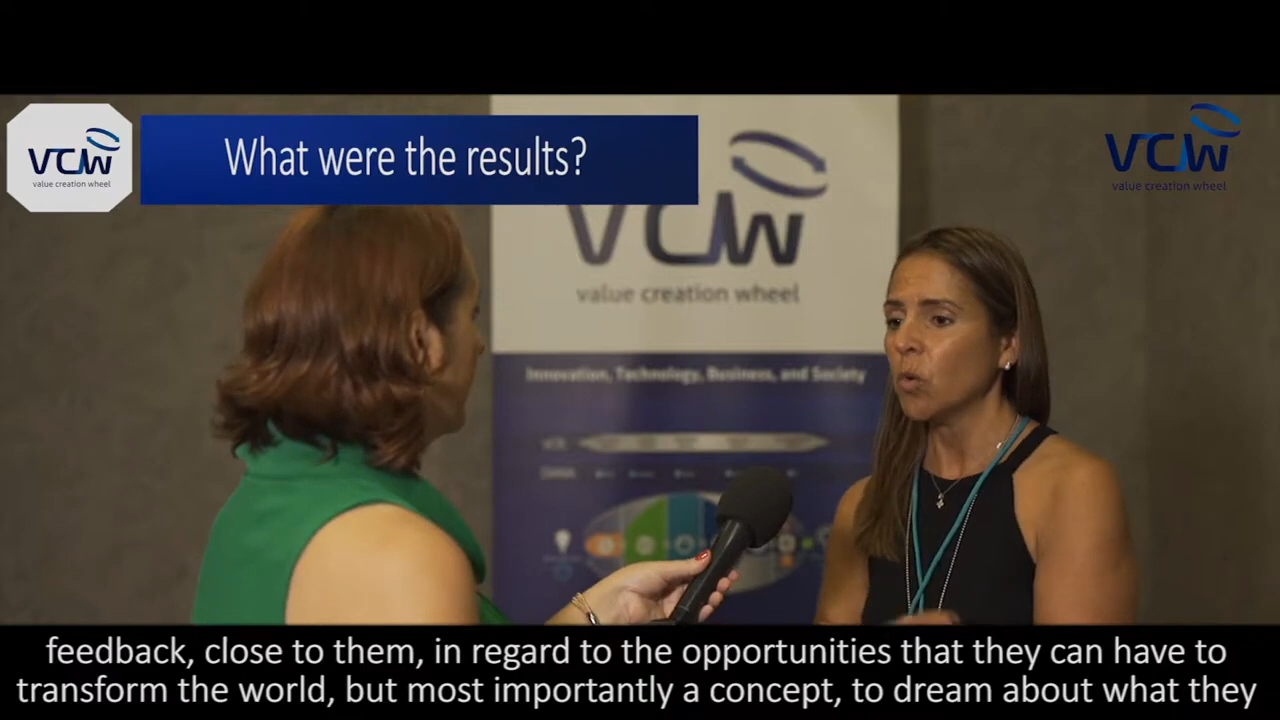 What were the results?
VCW
value creation wheel
VCW
value creation wheel
VCW
value creation wheel
Innovation, Technology, Business, and Society
feedback, close to them, in regard to the opportunities that they can have to
transform the world, but most importantly a concept, to dream about what they